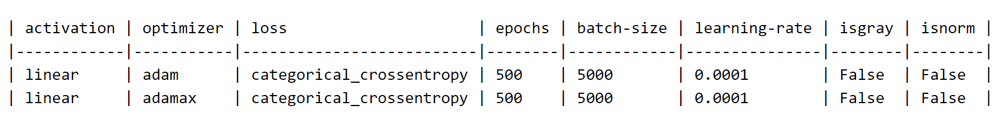 | activation | optimizer | loss                     | epochs | batch-size | learning-rate | isgray | isnorm |
|------------|-----------|--------------------------|--------|------------|---------------|--------|--------|
| linear     | adam      | categorical_crossentropy | 500    | 5000       | 0.0001        | False  | False  |
| linear     | adamax    | categorical_crossentropy | 500    | 5000       | 0.0001        | False  | False  |